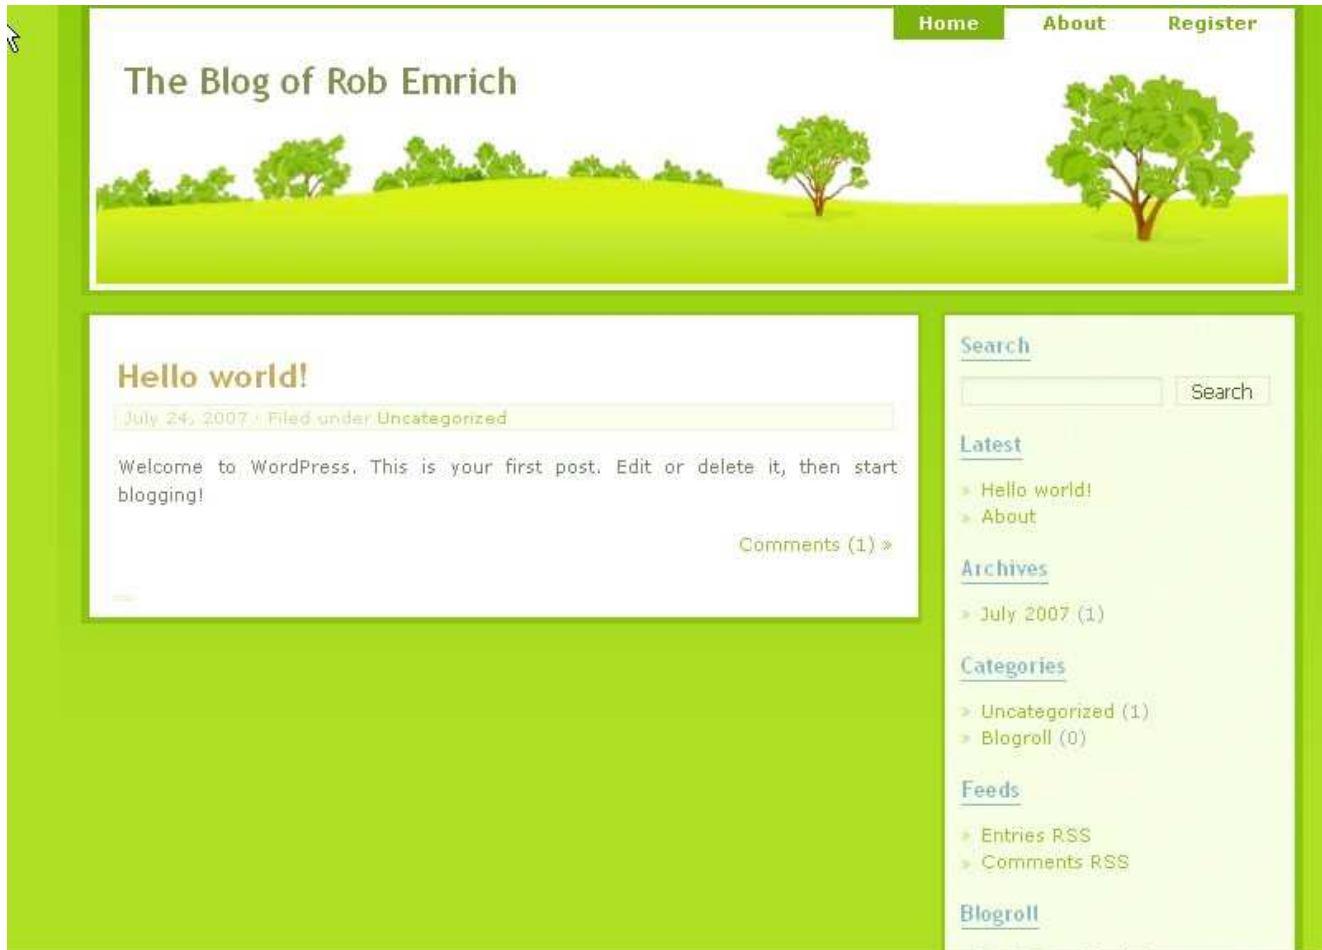 Home About Register
The Blog of Rob Emrich
Hello world!
July 24, 2007 · Filed under Uncategorized
Welcome to WordPress. This is your first post. Edit or delete it, then start
blogging!
Comments (1) »
Search
Search
Latest
» Hello world!
» About
Archives
» July 2007 (1)
Categories
» Uncategorized (1)
» Blogroll (0)
Feeds
» Entries RSS
» Comments RSS
Blogroll